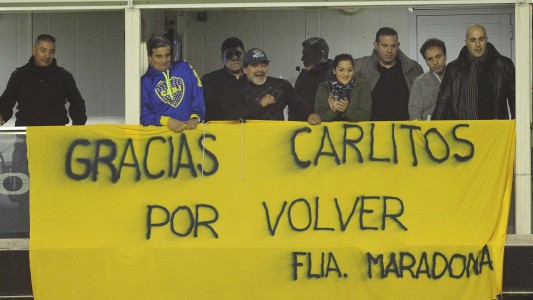 GRACIAS CARLITOS
POR VOLVER
FLIA. MARADONA